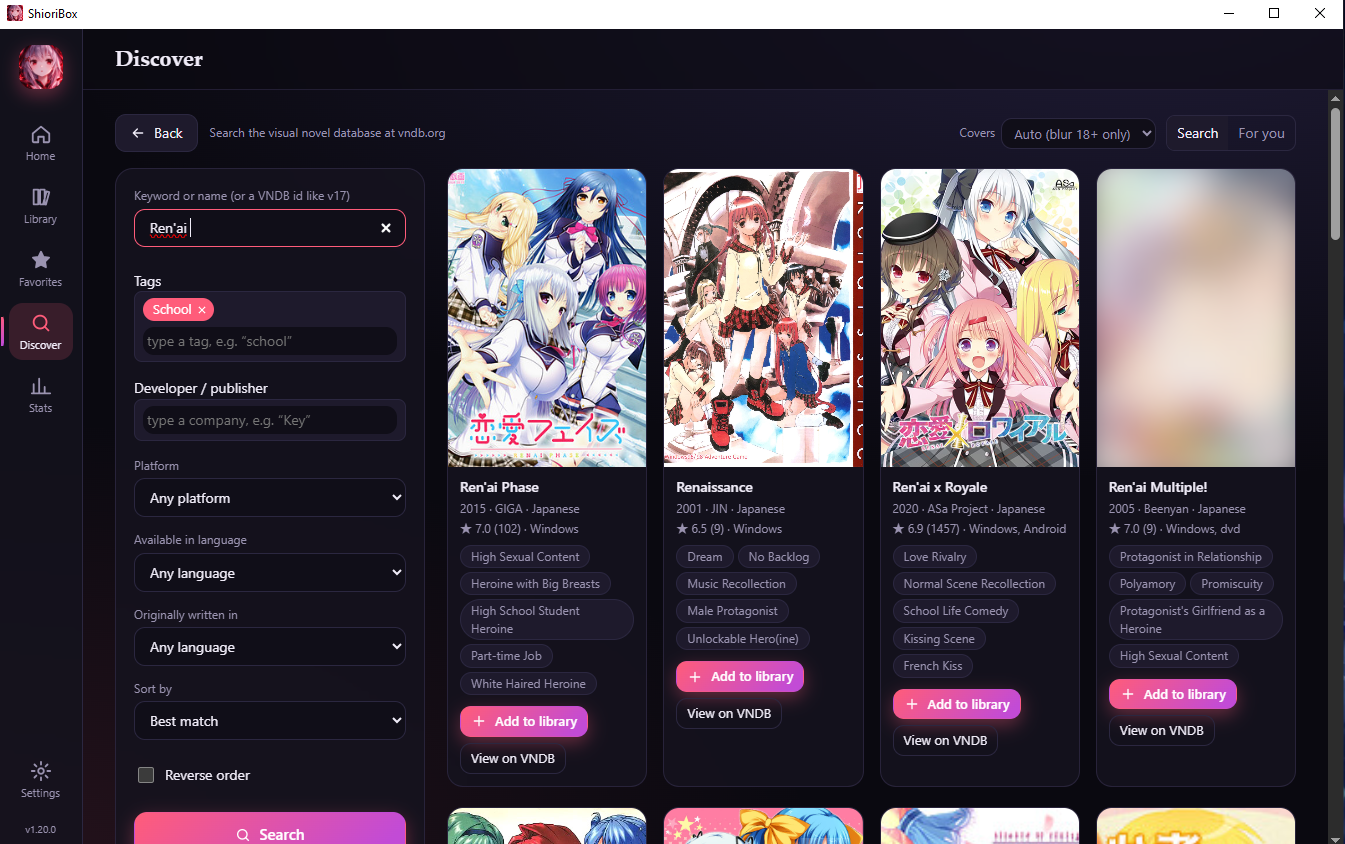 ShioriBox
Discover
Home
Library
Favorites
Discover
Stats
Settings
v1.20.0
Back
Search the visual novel database at vndb.org
Covers
Auto (blur 18+ only)
Search
For you
Keyword or name (or a VNDB id like v17)
Ren'ai
Tags
School ×
type a tag, e.g. “school”
Developer / publisher
type a company, e.g. “Key”
Platform
Any platform
Available in language
Any language
Originally written in
Any language
Sort by
Best match
Reverse order
Search
恋愛フェイズ
RENAI PHASE
Ren'ai Phase
2015 · GIGA · Japanese
★ 7.0 (102) · Windows
High Sexual Content
Heroine with Big Breasts
High School Student
Heroine
Part-time Job
White Haired Heroine
+ Add to library
View on VNDB
Renaissance
2001 · JIN · Japanese
★ 6.5 (9) · Windows
Dream
No Backlog
Music Recollection
Male Protagonist
Unlockable Hero(ine)
+ Add to library
View on VNDB
ASa
恋愛×ロワイアル
Ren'ai x Royale
2020 · ASa Project · Japanese
★ 6.9 (1457) · Windows, Android
Love Rivalry
Normal Scene Recollection
School Life Comedy
Kissing Scene
French Kiss
+ Add to library
View on VNDB
Ren'ai Multiple!
2005 · Beenyan · Japanese
★ 7.0 (9) · Windows, dvd
Protagonist in Relationship
Polyamory
Promiscuity
Protagonist's Girlfriend as a
Heroine
High Sexual Content
+ Add to library
View on VNDB